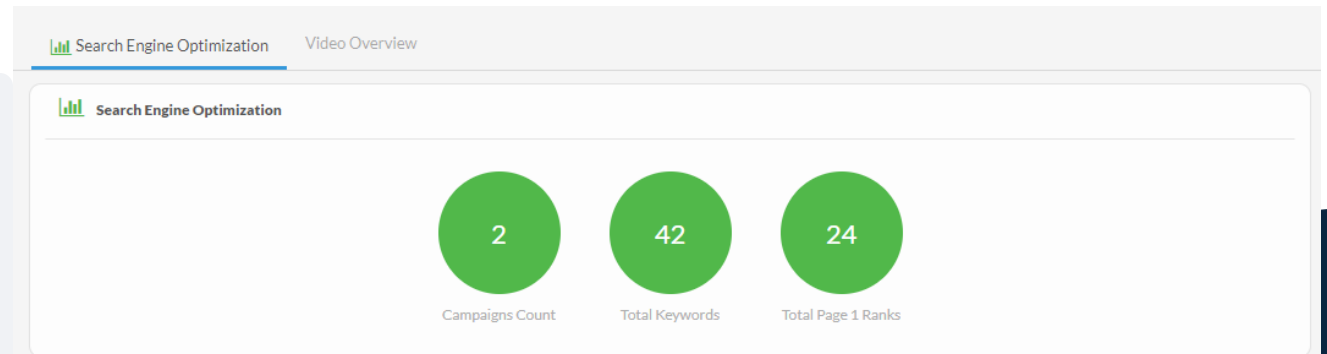 Search Engine Optimization Video Overview
Search Engine Optimization
2 42 24
Campaigns Count Total Keywords Total Page 1 Ranks